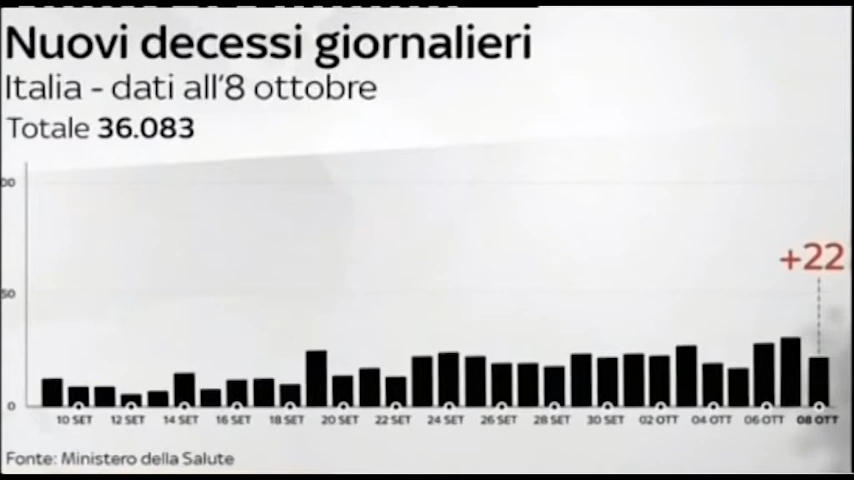 Nuovi decessi giornalieri
Italia - dati all'8 ottobre
Totale 36.083
00
+22
50
0
10 SET 12 SET 14 SET 16 SET 18 SET 20 SET 22 SET 24 SET 26 SET 28 SET 30 SET 02 OTT 04 OTT 06 OTT 08 OTT
Fonte: Ministero della Salute